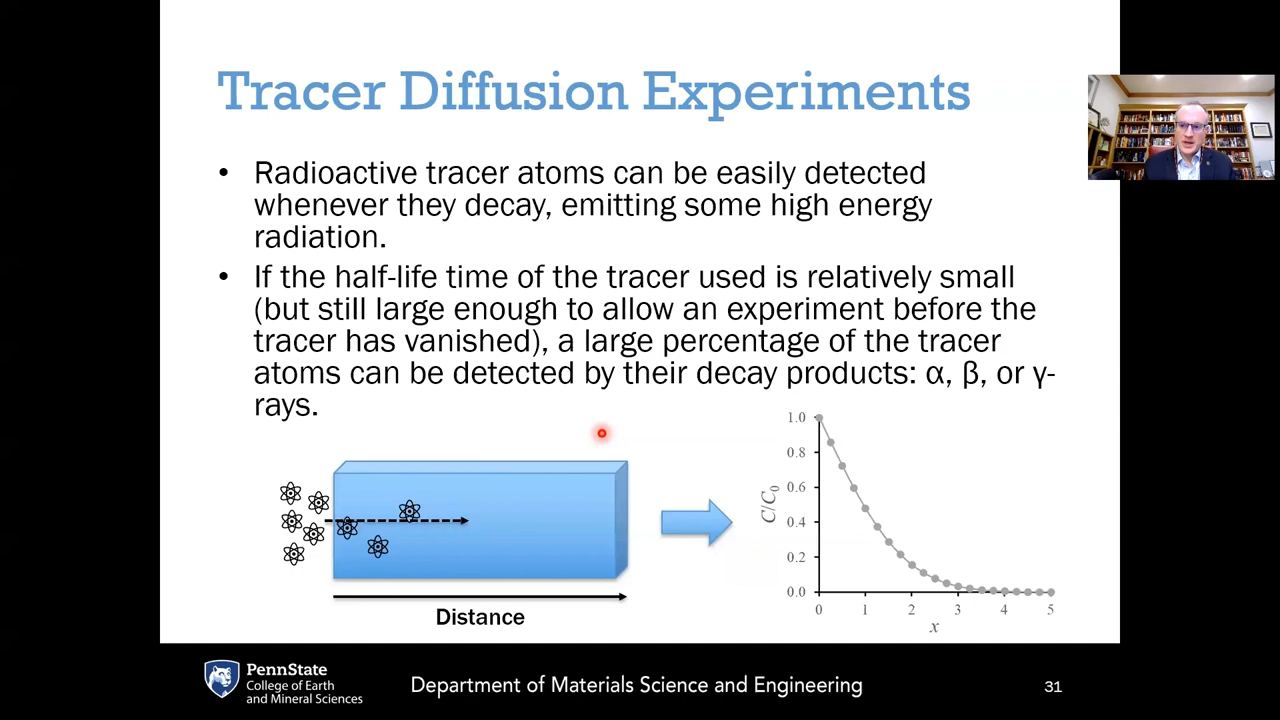 Tracer Diffusion Experiments
• Radioactive tracer atoms can be easily detected
whenever they decay, emitting some high energy
radiation.
• If the half-life time of the tracer used is relatively small
(but still large enough to allow an experiment before the
tracer has vanished), a large percentage of the tracer
atoms can be detected by their decay products: α, β, or γ-
rays.
Distance
1.0
0.8
0.6
0.4
0.2
0.0
C/C0
0 1 2 3 4 5
x
PennState
College of Earth
and Mineral Sciences
Department of Materials Science and Engineering
31